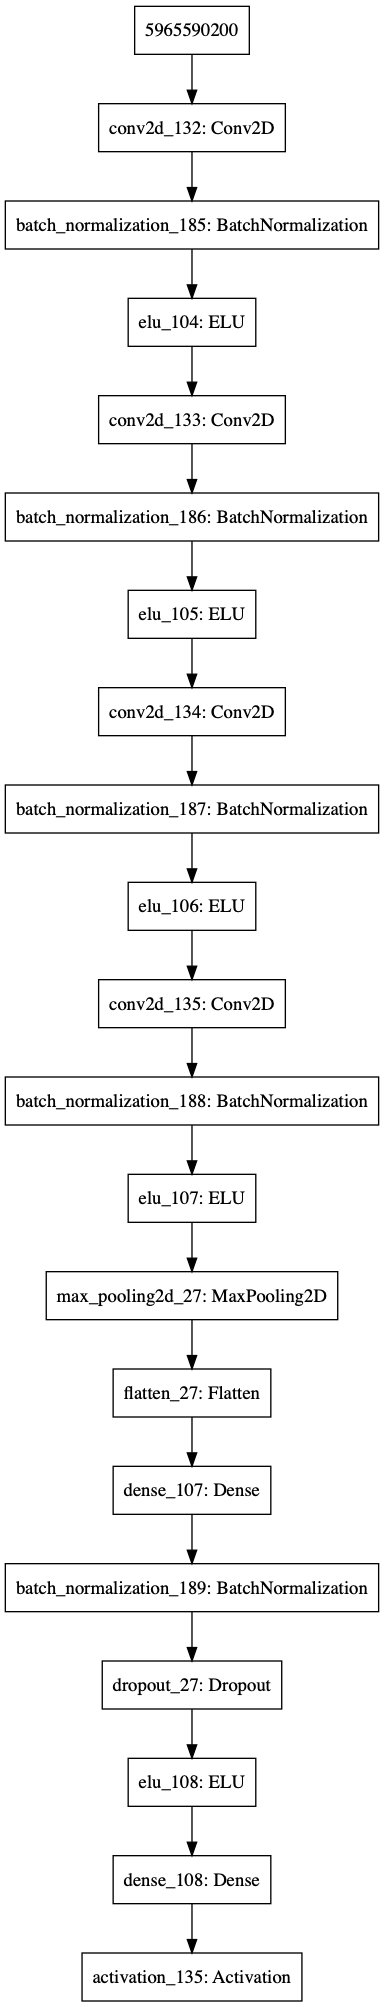 5965590200
conv2d_132: Conv2D
batch_normalization_185: BatchNormalization
elu_104: ELU
conv2d_133: Conv2D
batch_normalization_186: BatchNormalization
elu_105: ELU
conv2d_134: Conv2D
batch_normalization_187: BatchNormalization
elu_106: ELU
conv2d_135: Conv2D
batch_normalization_188: BatchNormalization
elu_107: ELU
max_pooling2d_27: MaxPooling2D
flatten_27: Flatten
dense_107: Dense
batch_normalization_189: BatchNormalization
dropout_27: Dropout
elu_108: ELU
dense_108: Dense
activation_135: Activation